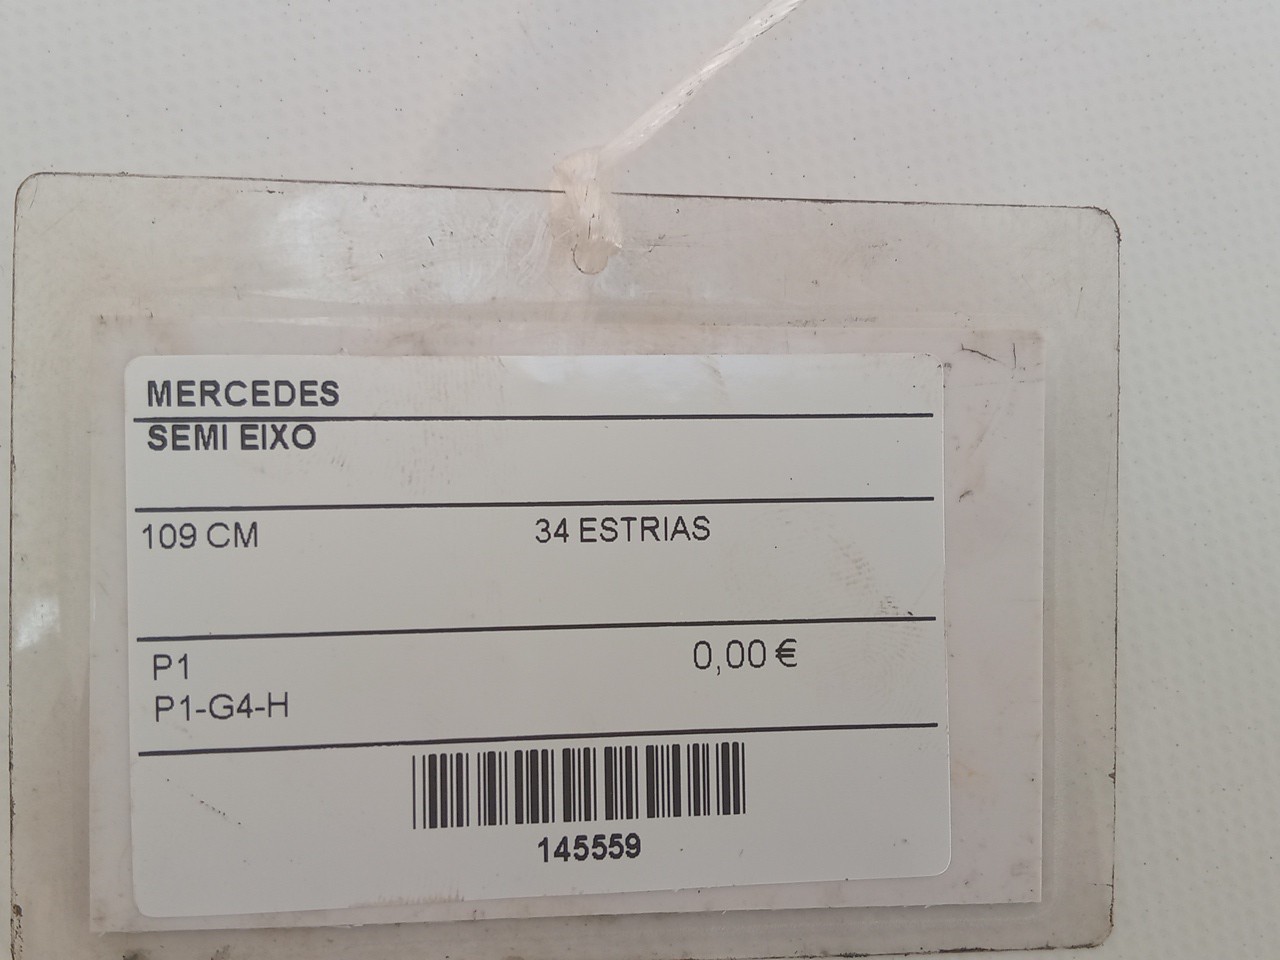 MERCEDES
SEMI EIXO
109 CM 34 ESTRIAS
P1 0,00 €
P1-G4-H
145559